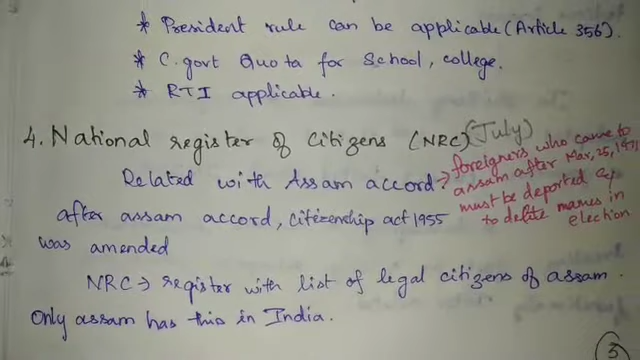 * President rule can be applicable (Article 356).
* C.govt Quota for School, college.
* RTI applicable.
4. National register of Citizens (NRC) (July)
Related with Assam accord → foreigners who came to
assam after Mar, 25, 1971
must be deported &
to delete names in
election
after assam accord, Citizenship act 1955
was amended
NRC → register with list of legal citizens of assam.
Only assam has this in India.
3